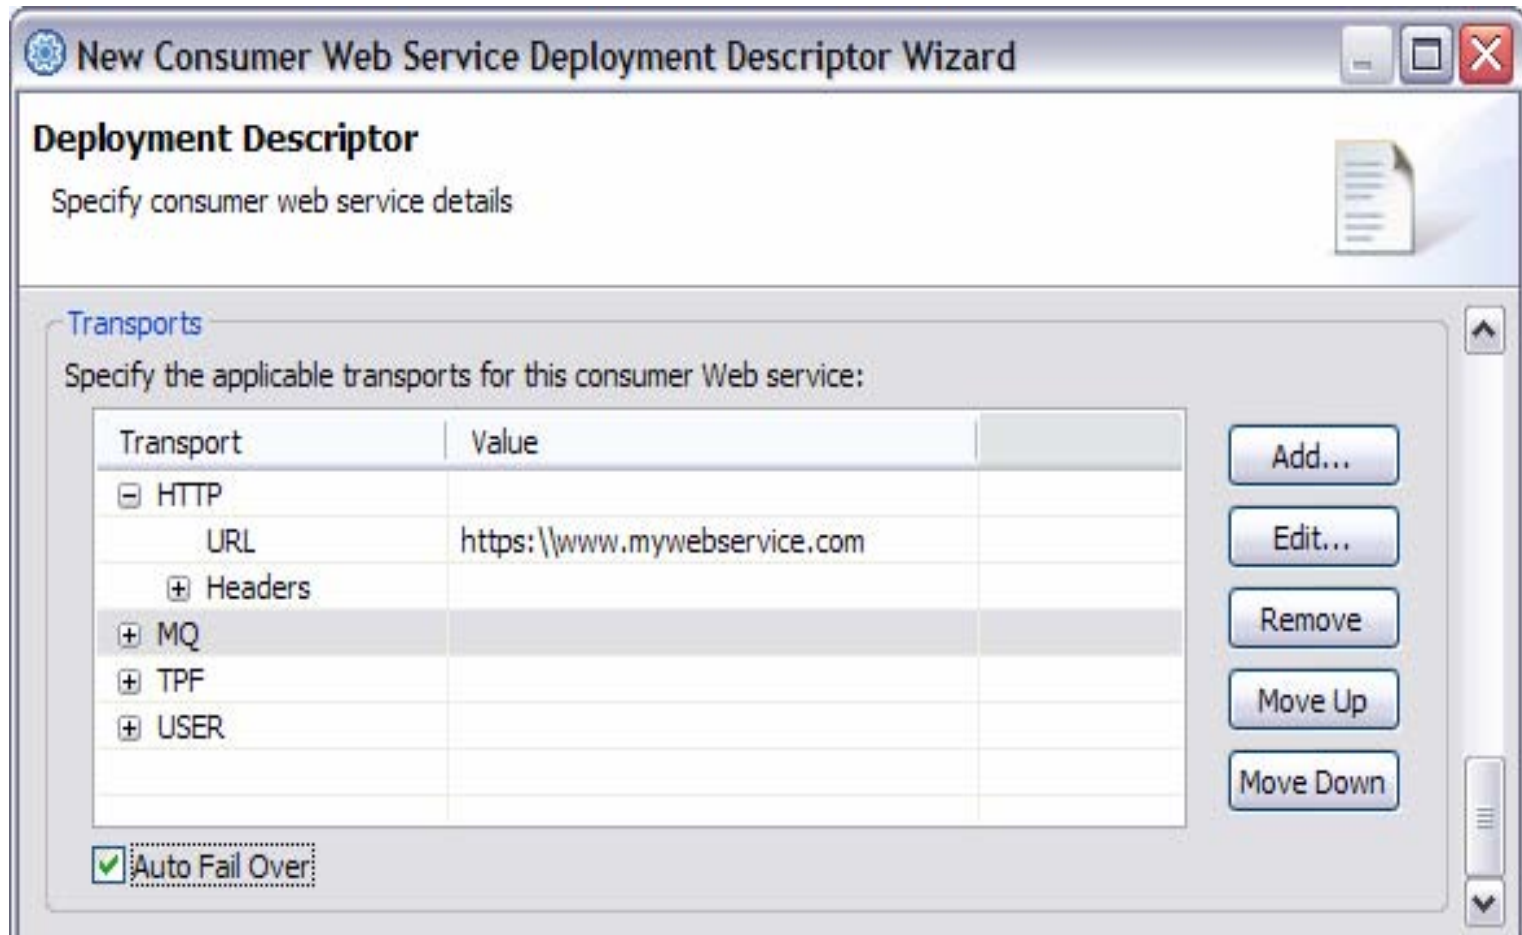 New Consumer Web Service Deployment Descriptor Wizard
Deployment Descriptor
Specify consumer web service details
Transports
Specify the applicable transports for this consumer Web service:
Transport Value
HTTP
URL https:\\www.mywebservice.com
Headers
MQ
TPF
USER
Add...
Edit...
Remove
Move Up
Move Down
Auto Fail Over